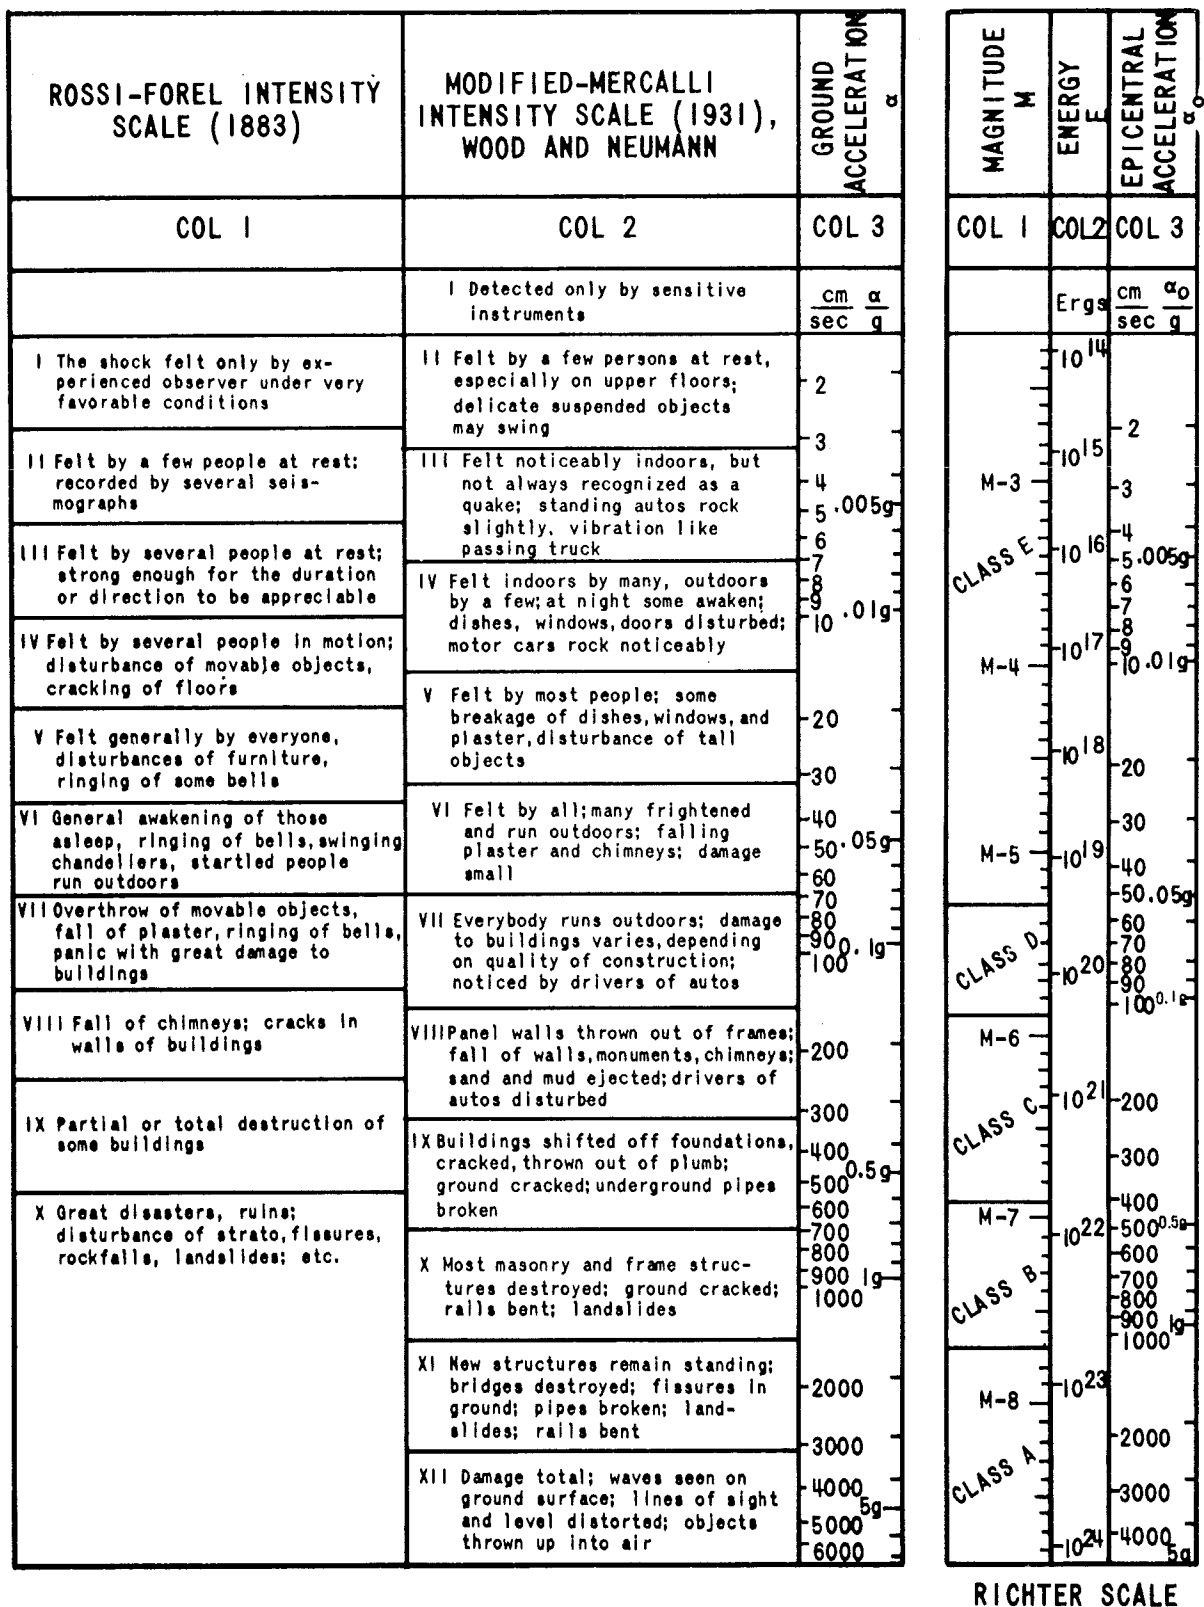 ROSSI-FOREL INTENSITY
SCALE (1883)
MODIFIED-MERCALLI
INTENSITY SCALE (1931),
WOOD AND NEUMANN
GROUND
ACCELERATION
α
COL 1
COL 2
COL 3
cm α
sec g
I Detected only by sensitive
instruments
I The shock felt only by ex-
perienced observer under very
favorable conditions
II Felt by a few people at rest;
recorded by several seis-
mographs
III Felt by several people at rest;
strong enough for the duration
or direction to be appreciable
IV Felt by several people in motion;
disturbance of movable objects,
cracking of floors
V Felt generally by everyone,
disturbances of furniture,
ringing of some bells
VI General awakening of those
asleep, ringing of bells, swinging
chandeliers, startled people
run outdoors
VII Overthrow of movable objects,
fall of plaster, ringing of bells,
panic with great damage to
buildings
VIII Fall of chimneys; cracks in
walls of buildings
IX Partial or total destruction of
some buildings
X Great disasters, ruins;
disturbance of strato, fissures,
rockfalls, landslides; etc.
II Felt by a few persons at rest,
especially on upper floors;
delicate suspended objects
may swing
III Felt noticeably indoors, but
not always recognized as a
quake; standing autos rock
slightly, vibration like
passing truck
IV Felt indoors by many, outdoors
by a few; at night some awaken;
dishes, windows, doors disturbed;
motor cars rock noticeably
V Felt by most people; some
breakage of dishes, windows, and
plaster, disturbance of tall
objects
VI Felt by all; many frightened
and run outdoors; falling
plaster and chimneys; damage
small
VII Everybody runs outdoors; damage
to buildings varies, depending
on quality of construction;
noticed by drivers of autos
VIII Panel walls thrown out of frames;
fall of walls, monuments, chimneys;
sand and mud ejected; drivers of
autos disturbed
IX Buildings shifted off foundations,
cracked, thrown out of plumb;
ground cracked; underground pipes
broken
X Most masonry and frame struc-
tures destroyed; ground cracked;
rails bent; landslides
XI New structures remain standing;
bridges destroyed; fissures in
ground; pipes broken; land-
slides; rails bent
XII Damage total; waves seen on
ground surface; lines of sight
and level distorted; objects
thrown up into air
2
3
4
5 .005g
6
7
8
9
10 .01g
20
30
40
50 .05g
60
70
80
90 0.1g
100
200
300
400
500 0.5g
600
700
800
900 1g
1000
2000
3000
4000
5g
5000
6000
MAGNITUDE
M
ENERGY
E
EPICENTRAL
ACCELERATION
α₀
COL 1
COL 2
COL 3
Ergs
cm α₀
sec g
M-3
CLASS E
M-4
M-5
CLASS D
M-6
CLASS C
M-7
CLASS B
M-8
CLASS A
10¹⁴
10¹⁵
10¹⁶
10¹⁷
10¹⁸
10¹⁹
10²⁰
10²¹
10²²
10²³
10²⁴
2
3
4
5 .005g
6
7
8
9
10 .01g
20
30
40
50 .05g
60
70
80
90
100 0.1g
200
300
400
500 0.5g
600
700
800
900 1g
1000
2000
3000
4000
5g
RICHTER SCALE